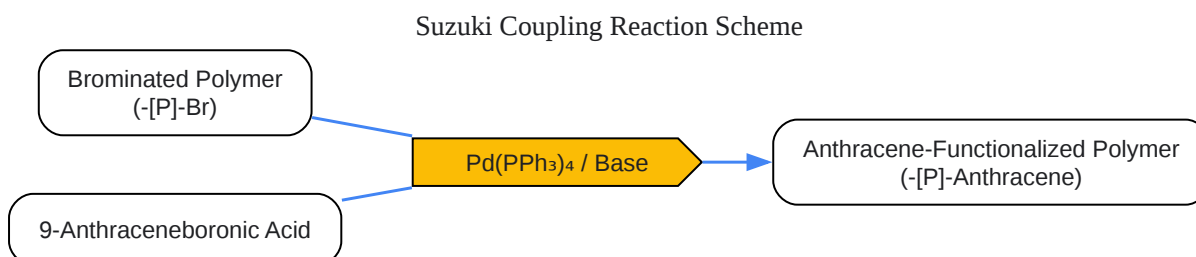 Suzuki Coupling Reaction Scheme
Brominated Polymer
(-[P]-Br)
Pd(PPh₃)₄ / Base
Anthracene-Functionalized Polymer
(-[P]-Anthracene)
9-Anthraceneboronic Acid